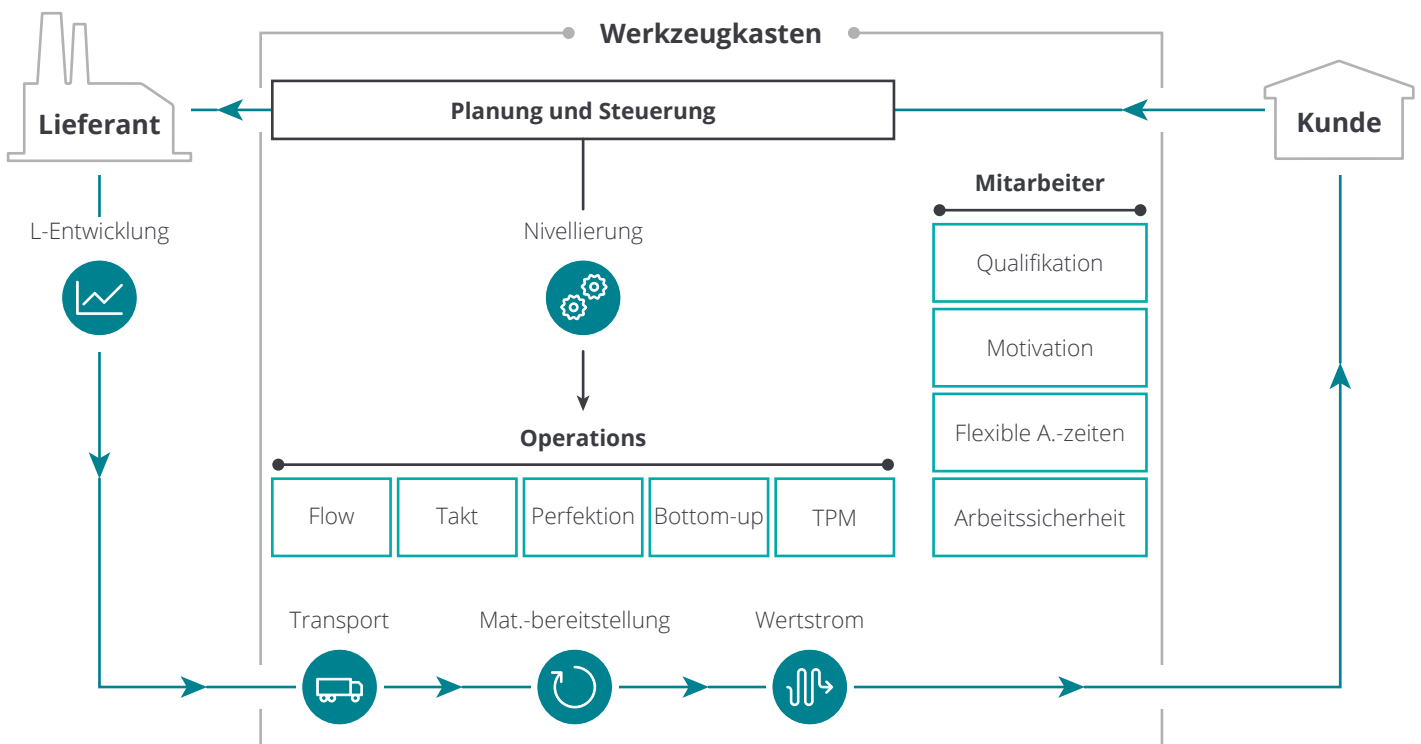 Werkzeugkasten
Lieferant
Planung und Steuerung
Kunde
L-Entwicklung
Nivellierung
Mitarbeiter
Qualifikation
Motivation
Flexible A.-zeiten
Arbeitssicherheit
Operations
Flow
Takt
Perfektion
Bottom-up
TPM
Transport
Mat.-bereitstellung
Wertstrom